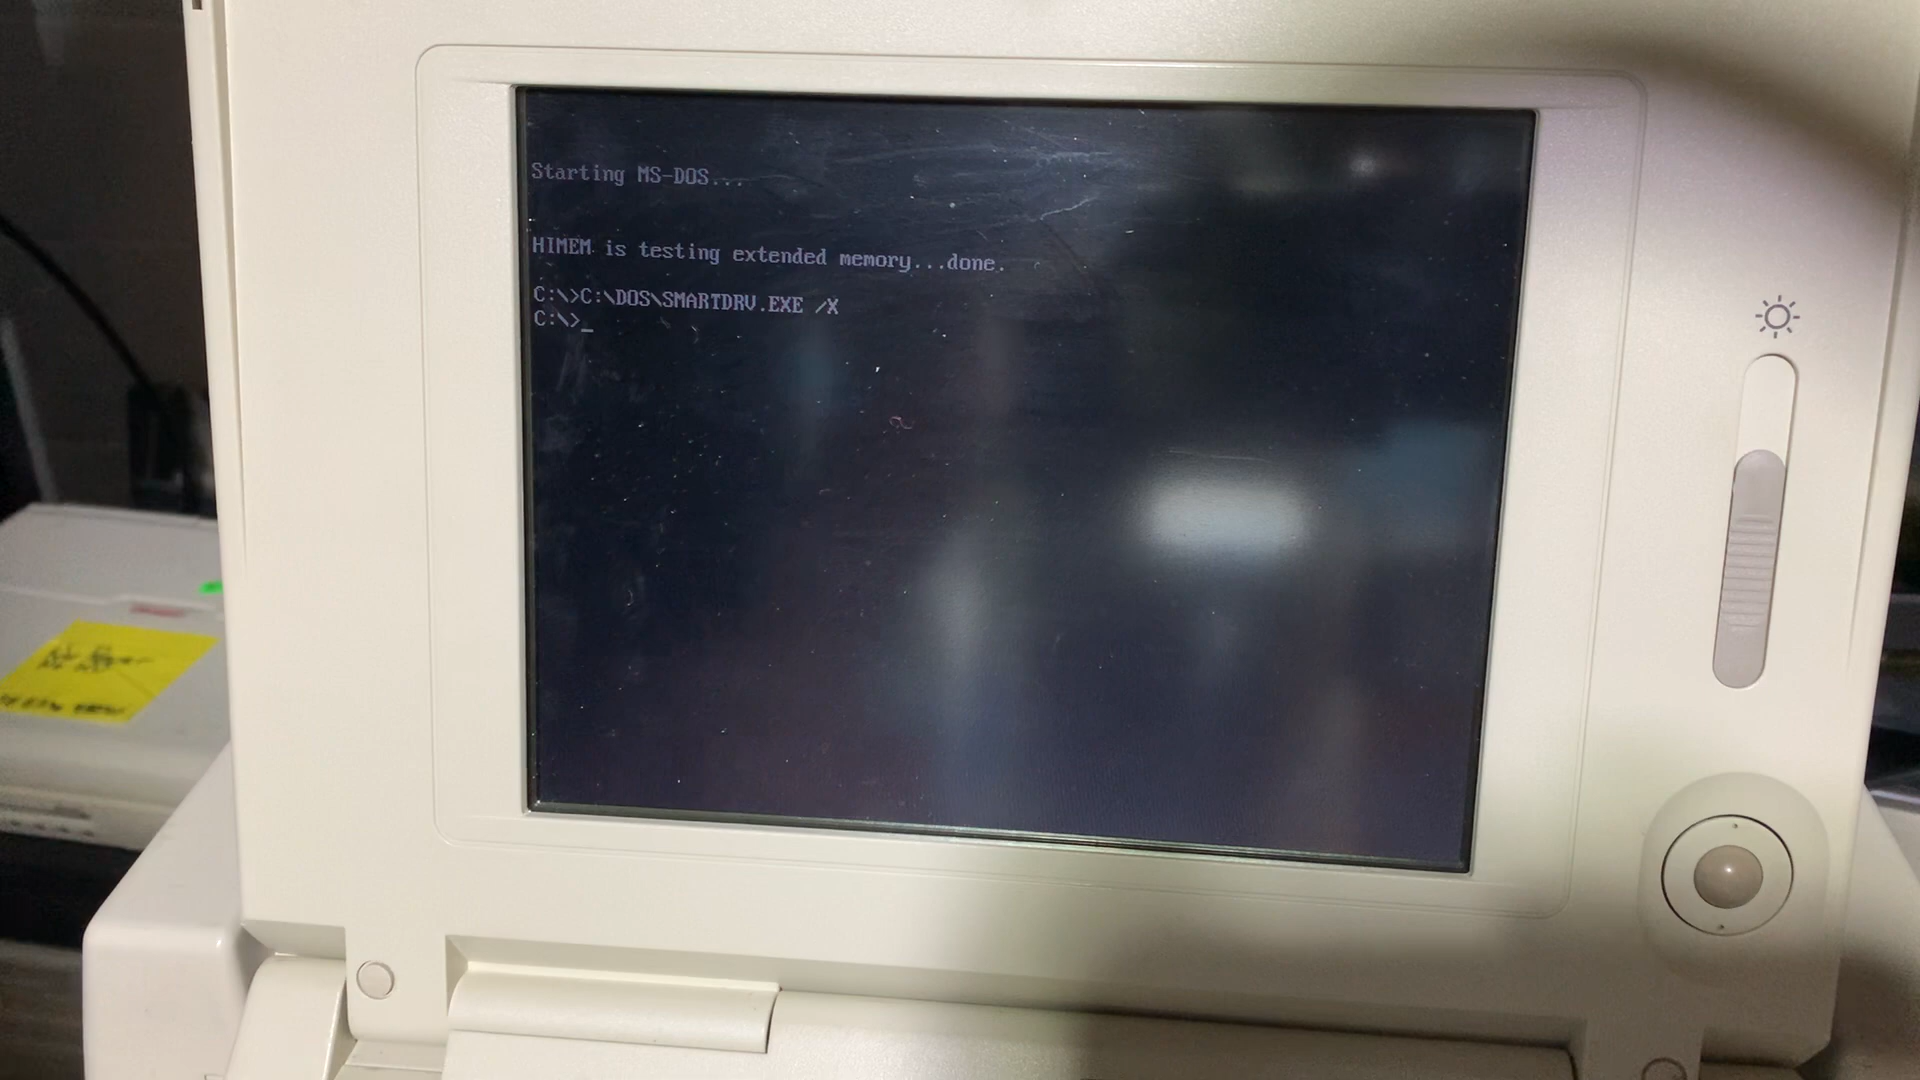 Starting MS-DOS...
HIMEM is testing extended memory...done.
C:\>C:\DOS\SMARTDRV.EXE /X
C:\>_